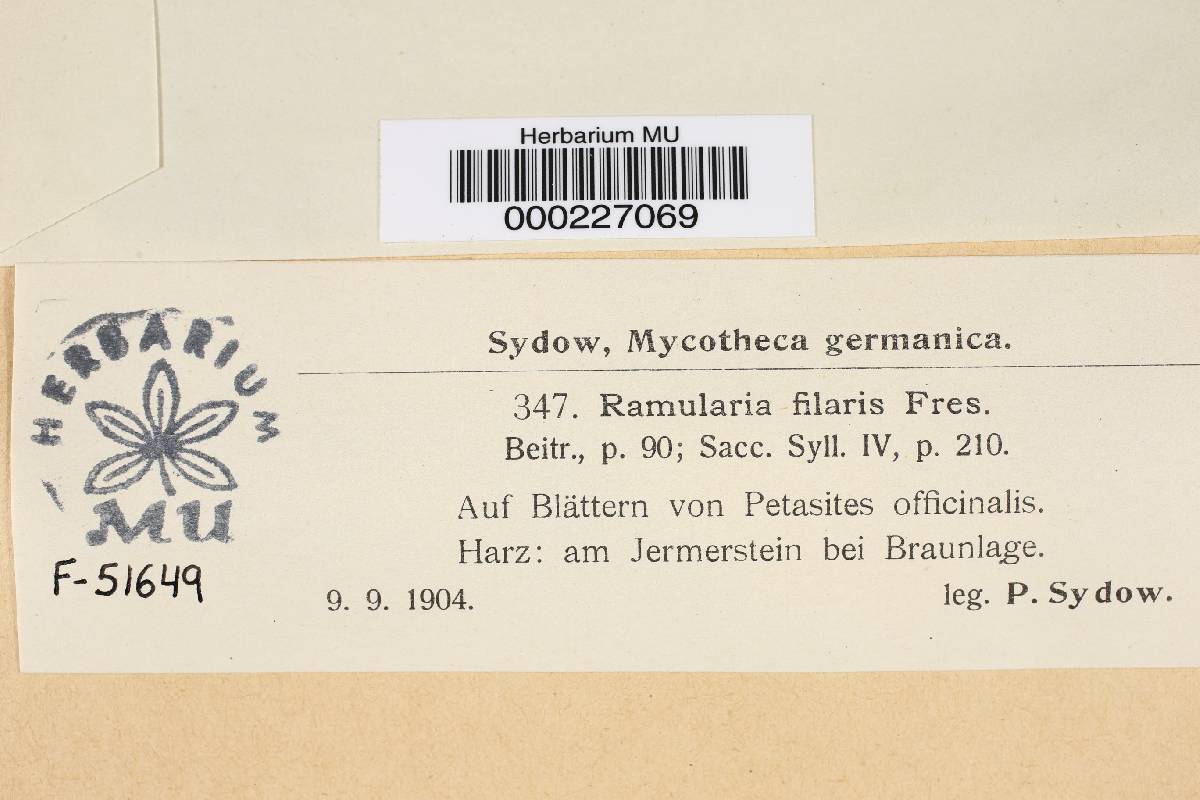 Herbarium MU
000227069
HERBARIUM
MU
F-51649
Sydow, Mycotheca germanica.
347. Ramularia filaris Fres.
Beitr., p. 90; Sacc. Syll. IV, p. 210.
Auf Blättern von Petasites officinalis.
Harz: am Jermerstein bei Braunlage.
9. 9. 1904. leg. P. Sydow.